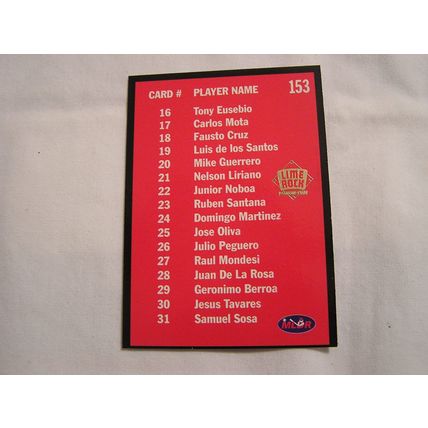 CARD # PLAYER NAME 153
16 Tony Eusebio
17 Carlos Mota
18 Fausto Cruz
19 Luis de los Santos
20 Mike Guerrero
21 Nelson Liriano
22 Junior Noboa
23 Ruben Santana
24 Domingo Martinez
25 Jose Oliva
26 Julio Peguero
27 Raul Mondesi
28 Juan De La Rosa
29 Geronimo Berroa
30 Jesus Tavares
31 Samuel Sosa
LIME
ROCK